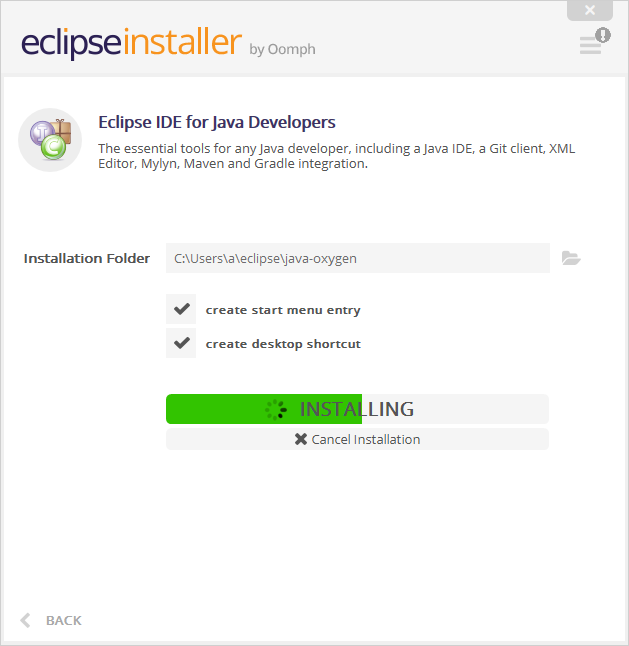 eclipseinstaller by Oomph
Eclipse IDE for Java Developers
The essential tools for any Java developer, including a Java IDE, a Git client, XML
Editor, Mylyn, Maven and Gradle integration.
Installation Folder C:\Users\a\eclipse\java-oxygen
create start menu entry
create desktop shortcut
INSTALLING
Cancel Installation
BACK